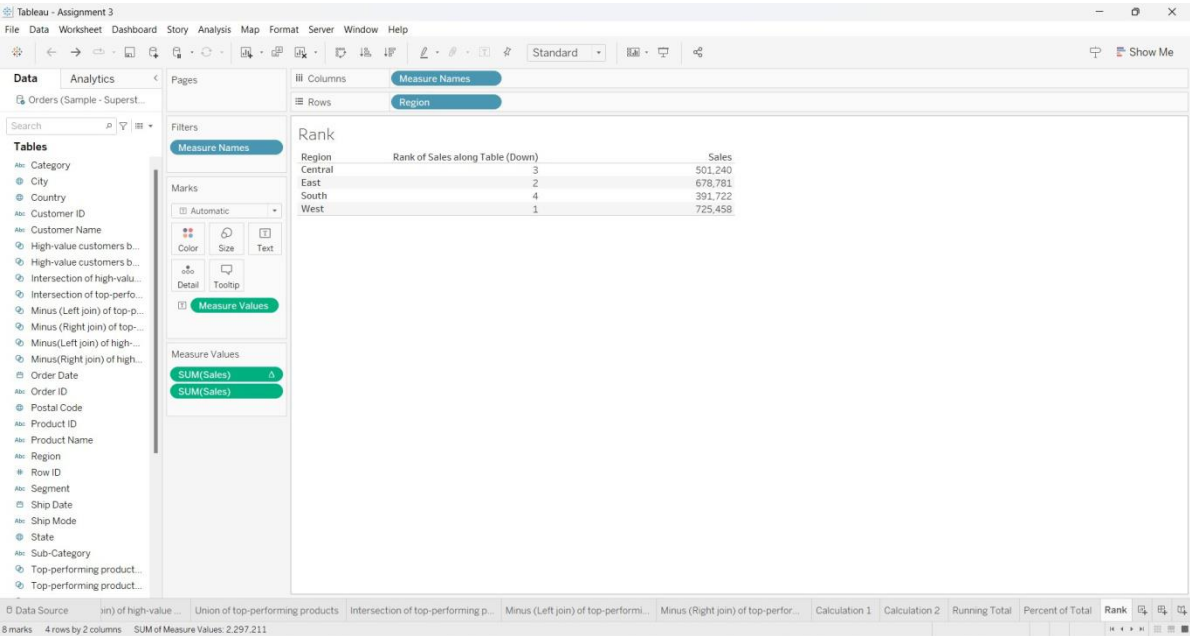 Tableau - Assignment 3
File Data Worksheet Dashboard Story Analysis Map Format Server Window Help
Standard
Show Me
Data Analytics
Orders (Sample - Superst...
Search
Tables
Abc Category
City
Country
Abc Customer ID
Abc Customer Name
High-value customers b...
High-value customers b...
Intersection of high-valu...
Intersection of top-perfo...
Minus (Left join) of top-p...
Minus (Right join) of top-...
Minus(Left join) of high-...
Minus(Right join) of high...
Order Date
Abc Order ID
Postal Code
Abc Product ID
Abc Product Name
Abc Region
# Row ID
Abc Segment
Ship Date
Abc Ship Mode
State
Abc Sub-Category
Top-performing product...
Top-performing product...
Pages
Filters
Measure Names
Marks
Automatic
Color Size Text
Detail Tooltip
Measure Values
Measure Values
SUM(Sales) Δ
SUM(Sales)
Columns Measure Names
Rows Region
Rank
Region Rank of Sales along Table (Down) Sales
Central 3 501,240
East 2 678,781
South 4 391,722
West 1 725,458
Data Source oin) of high-value ... Union of top-performing products Intersection of top-performing p... Minus (Left join) of top-performi... Minus (Right join) of top-perfor... Calculation 1 Calculation 2 Running Total Percent of Total Rank
8 marks 4 rows by 2 columns SUM of Measure Values: 2,297,211